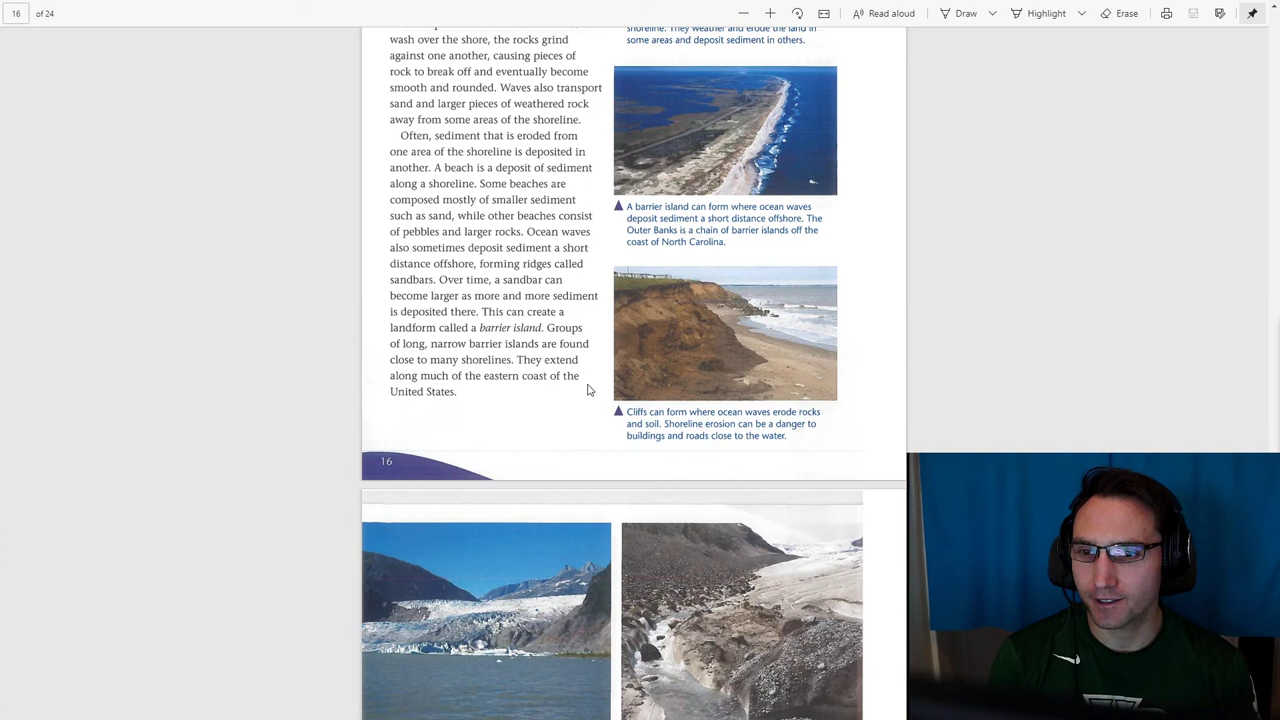 16 of 24
Read aloud
Draw
Highlight
Erase
wash over the shore, the rocks grind
against one another, causing pieces of
rock to break off and eventually become
smooth and rounded. Waves also transport
sand and larger pieces of weathered rock
away from some areas of the shoreline.
Often, sediment that is eroded from
one area of the shoreline is deposited in
another. A beach is a deposit of sediment
along a shoreline. Some beaches are
composed mostly of smaller sediment
such as sand, while other beaches consist
of pebbles and larger rocks. Ocean waves
also sometimes deposit sediment a short
distance offshore, forming ridges called
sandbars. Over time, a sandbar can
become larger as more and more sediment
is deposited there. This can create a
landform called a barrier island. Groups
of long, narrow barrier islands are found
close to many shorelines. They extend
along much of the eastern coast of the
United States.
shoreline. They weather and erode the land in
some areas and deposit sediment in others.
A barrier island can form where ocean waves
deposit sediment a short distance offshore. The
Outer Banks is a chain of barrier islands off the
coast of North Carolina.
Cliffs can form where ocean waves erode rocks
and soil. Shoreline erosion can be a danger to
buildings and roads close to the water.
16